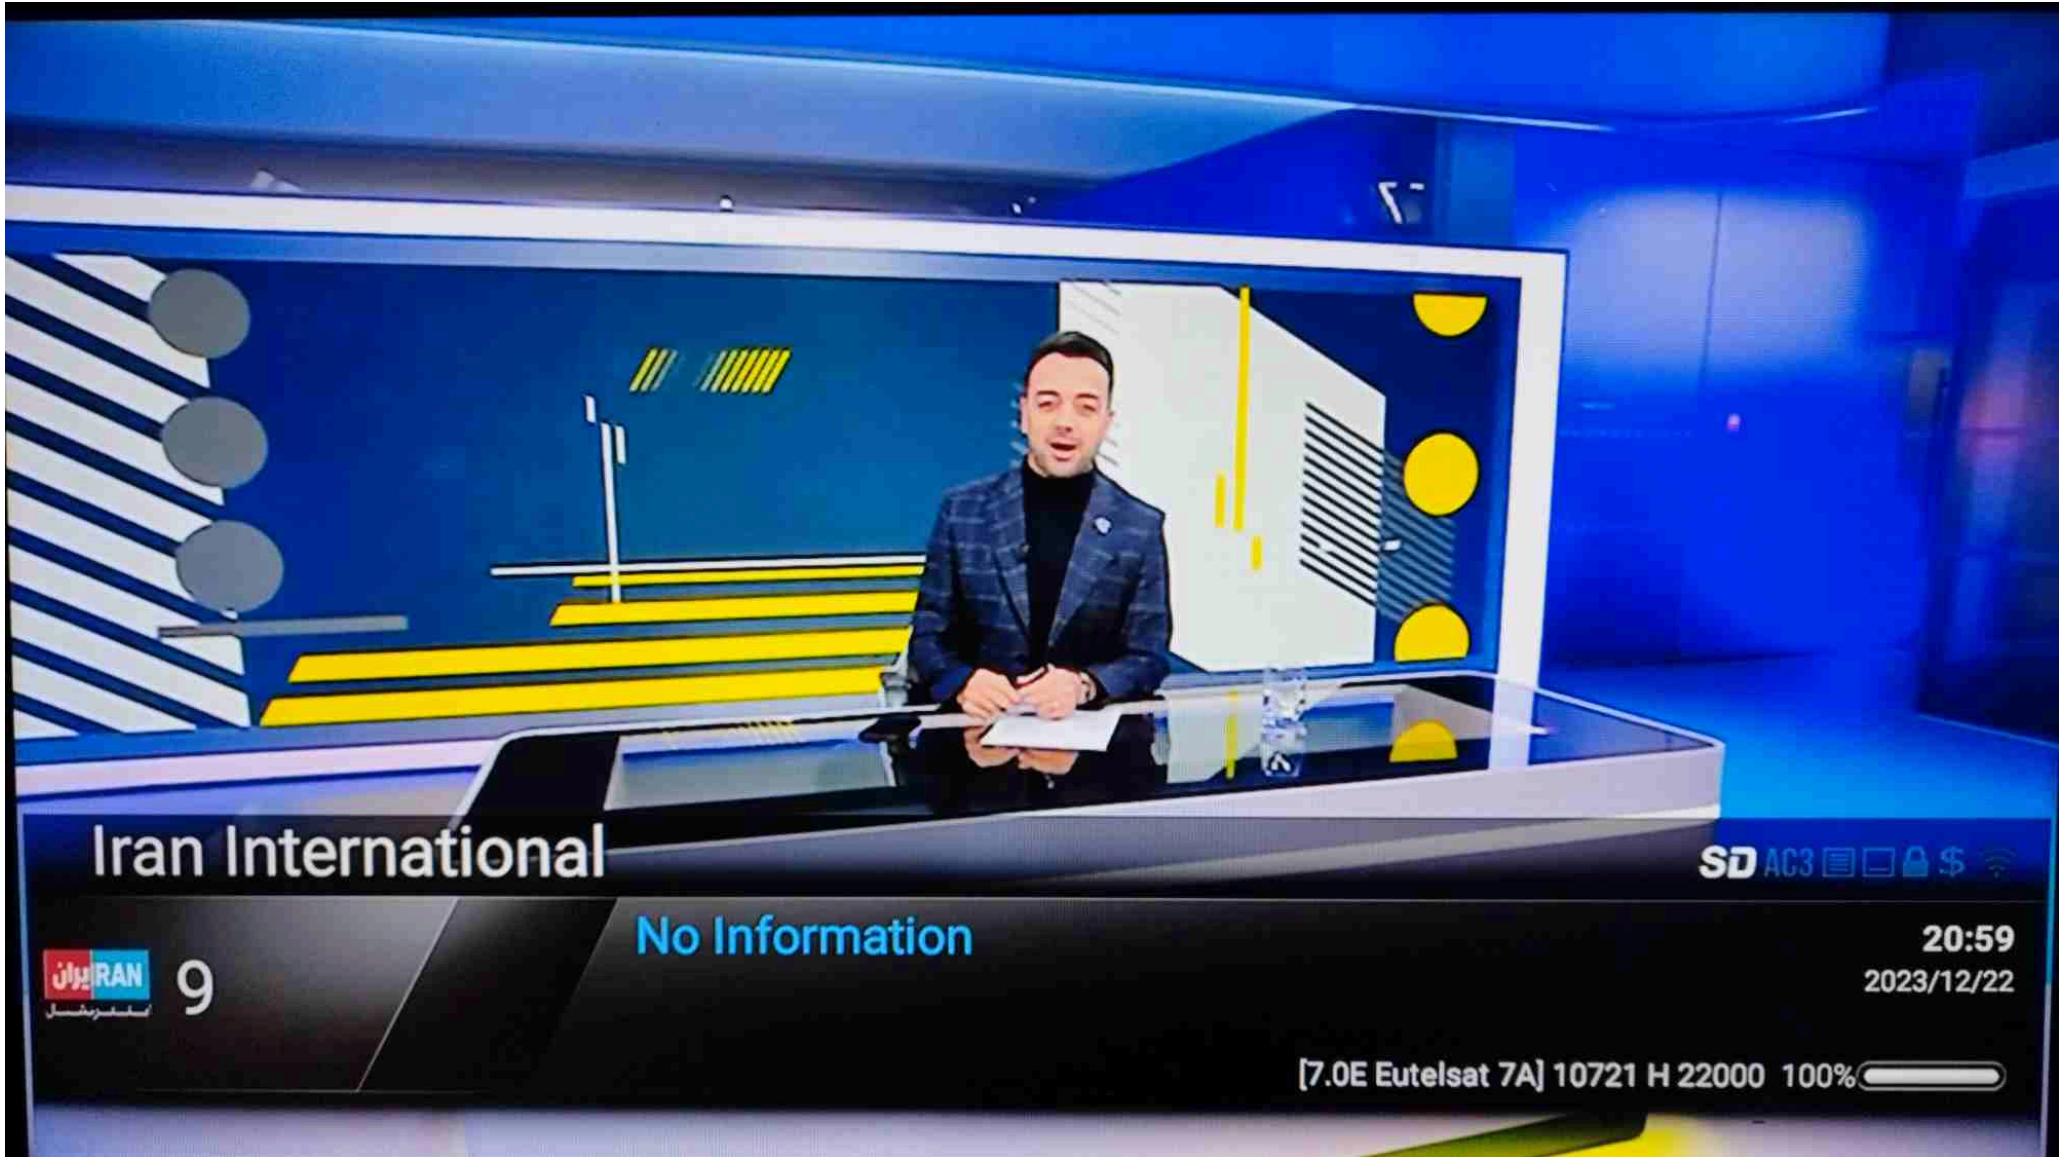 Iran International
SD AC3 $
No Information
20:59
ایران IRAN
اینترنشنال
9
2023/12/22
[7.0E Eutelsat 7A] 10721 H 22000 100%